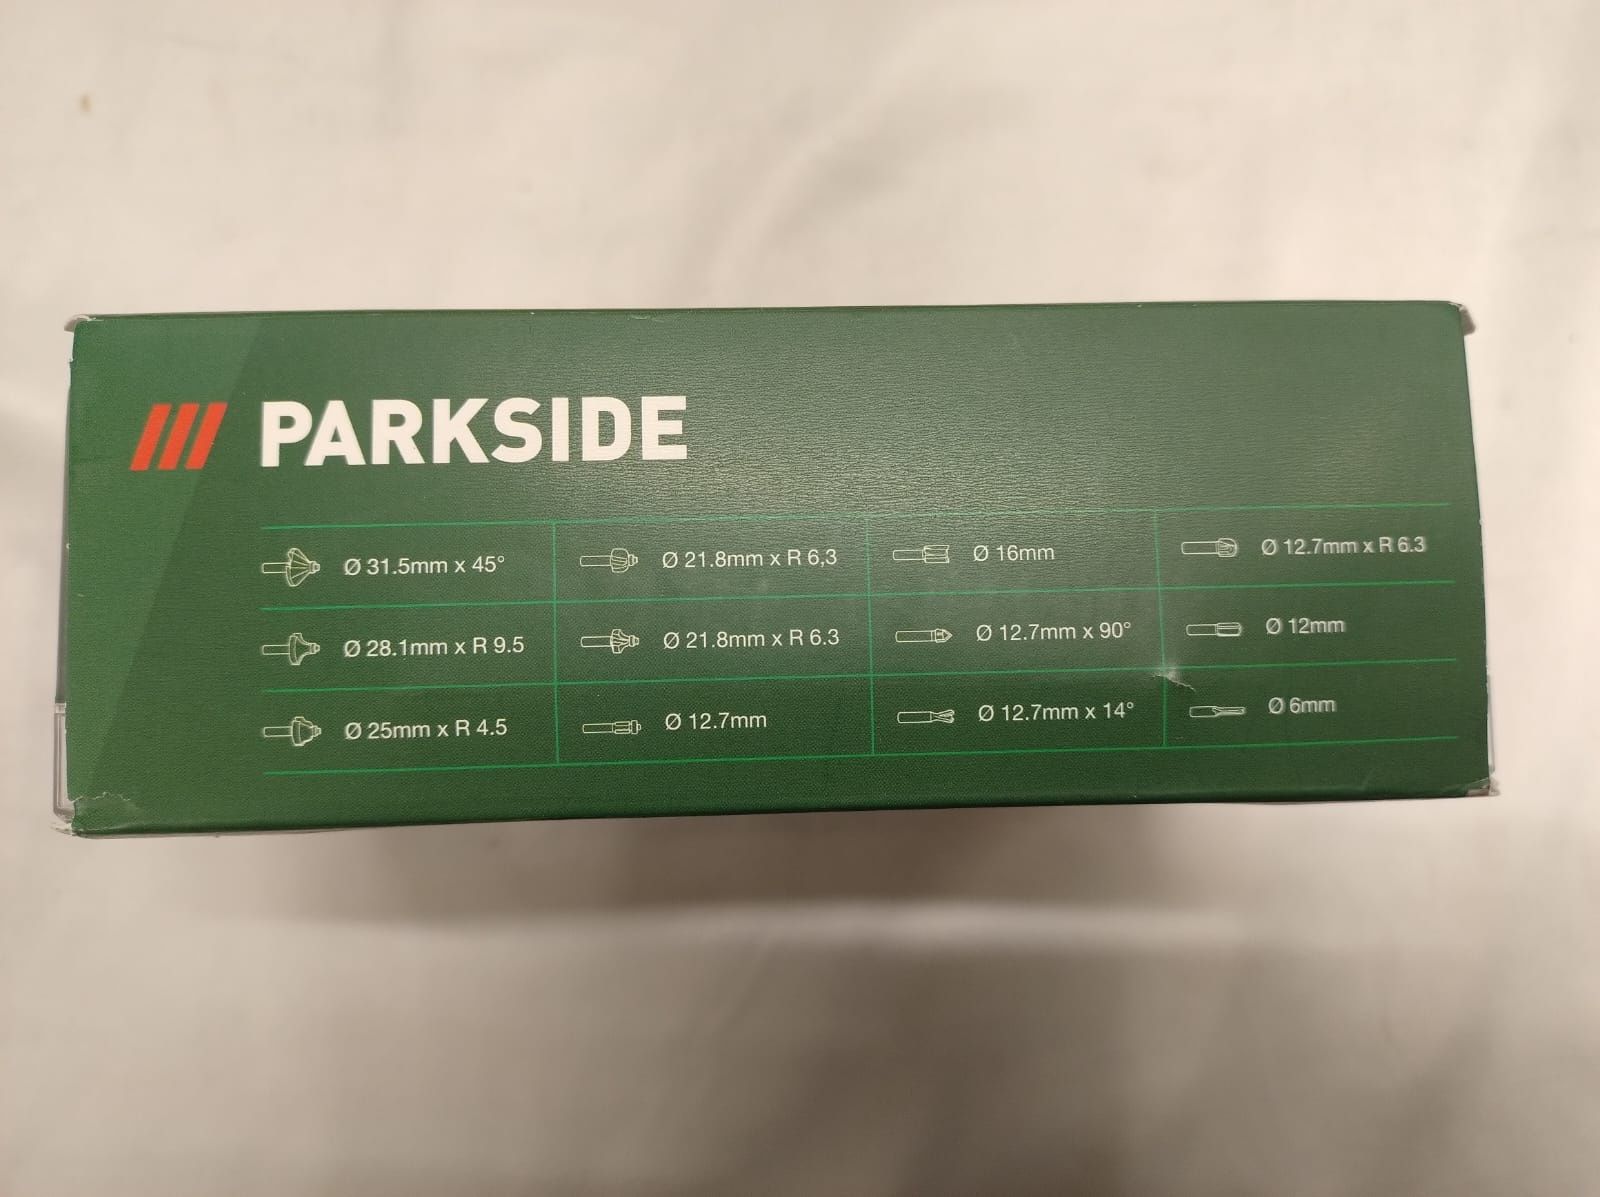 PARKSIDE
Ø 31.5mm x 45°
Ø 21.8mm x R 6,3
Ø 16mm
Ø 12.7mm x R 6.3
Ø 28.1mm x R 9.5
Ø 21.8mm x R 6.3
Ø 12.7mm x 90°
Ø 12mm
Ø 25mm x R 4.5
Ø 12.7mm
Ø 12.7mm x 14°
Ø 6mm